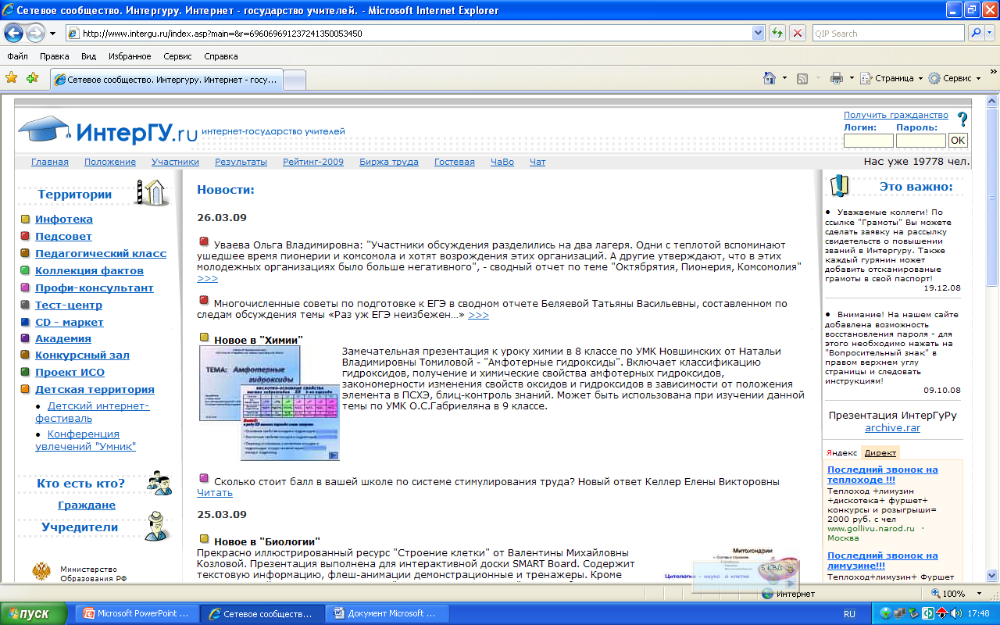 Сетевое сообщество. Интергуру. Интернет - государство учителей. - Microsoft Internet Explorer
http://www.intergu.ru/index.asp?main=&r=696069691237241350053450
QIP Search
Файл Правка Вид Избранное Сервис Справка
Сетевое сообщество. Интергуру. Интернет - госу...
Страница Сервис
ИнтерГУ.ru интернет-государство учителей
Получить гражданство
Логин: Пароль:
OK
Главная Положение Участники Результаты Рейтинг-2009 Биржа труда Гостевая ЧаВо Чат
Нас уже 19778 чел.
Территории
Инфотека
Педсовет
Педагогический класс
Коллекция фактов
Профи-консультант
Тест-центр
CD - маркет
Академия
Конкурсный зал
Проект ИСО
Детская территория
Детский интернет-
фестиваль
Конференция
увлечений "Умник"
Кто есть кто?
Граждане
Учредители
Министерство
Образования РФ
Новости:
26.03.09
Уваева Ольга Владимировна: "Участники обсуждения разделились на два лагеря. Одни с теплотой вспоминают
ушедшее время пионерии и комсомола и хотят возрождения этих организаций. А другие утверждают, что в этих
молодежных организациях было больше негативного", - сводный отчет по теме "Октябрятия, Пионерия, Комсомолия"
>>>
Многочисленные советы по подготовке к ЕГЭ в сводном отчете Беляевой Татьяны Васильевны, составленном по
следам обсуждения темы «Раз уж ЕГЭ неизбежен...» >>>
Новое в "Химии"
ТЕМА: Амфотерные
гидроксиды
Замечательная презентация к уроку химии в 8 классе по УМК Новшинских от Натальи
Владимировны Томиловой - "Амфотерные гидроксиды". Включает классификацию
гидроксидов, получение и химические свойства амфотерных гидроксидов,
закономерности изменения свойств оксидов и гидроксидов в зависимости от положения
элемента в ПСХЭ, блиц-контроль знаний. Может быть использована при изучении данной
темы по УМК О.С.Габриеляна в 9 классе.
Сколько стоит балл в вашей школе по системе стимулирования труда? Новый ответ Келлер Елены Викторовны
Читать
25.03.09
Новое в "Биологии"
Прекрасно иллюстрированный ресурс "Строение клетки" от Валентины Михайловны
Козловой. Презентация выполнена для интерактивной доски SMART Board. Содержит
текстовую информацию, флеш-анимации демонстрационные и тренажеры. Кроме
Митохондрии
Цитология – наука о клетке
5 KB/s
Это важно:
Уважаемые коллеги! По
ссылке "Грамоты" Вы можете
сделать заявку на рассылку
свидетельств о повышении
званий в Интергуру. Также
каждый гурянин может
добавить отсканированые
грамоты в свой паспорт!
19.12.08
Внимание! На нашем сайте
добавлена возможность
восстановления пароля - для
этого необходимо нажать на
"Вопросительный знак" в
правом верхнем углу
страницы и следовать
инструкциям!
09.10.08
Презентация ИнтерГуРу
archive.rar
Яндекс Директ
Последний звонок на
теплоходе !!!
Теплоход +лимузин
+дискотека+ фуршет+
конкурсы и розыгрыши=
2000 руб. с чел
www.gollivu.narod.ru ·
Москва
Последний звонок на
лимузине!!!
Теплоход+лимузин+ Фуршет
Интернет
100%
пуск
Microsoft PowerPoint ...
Сетевое сообществ...
Документ Microsoft ...
RU
17:48